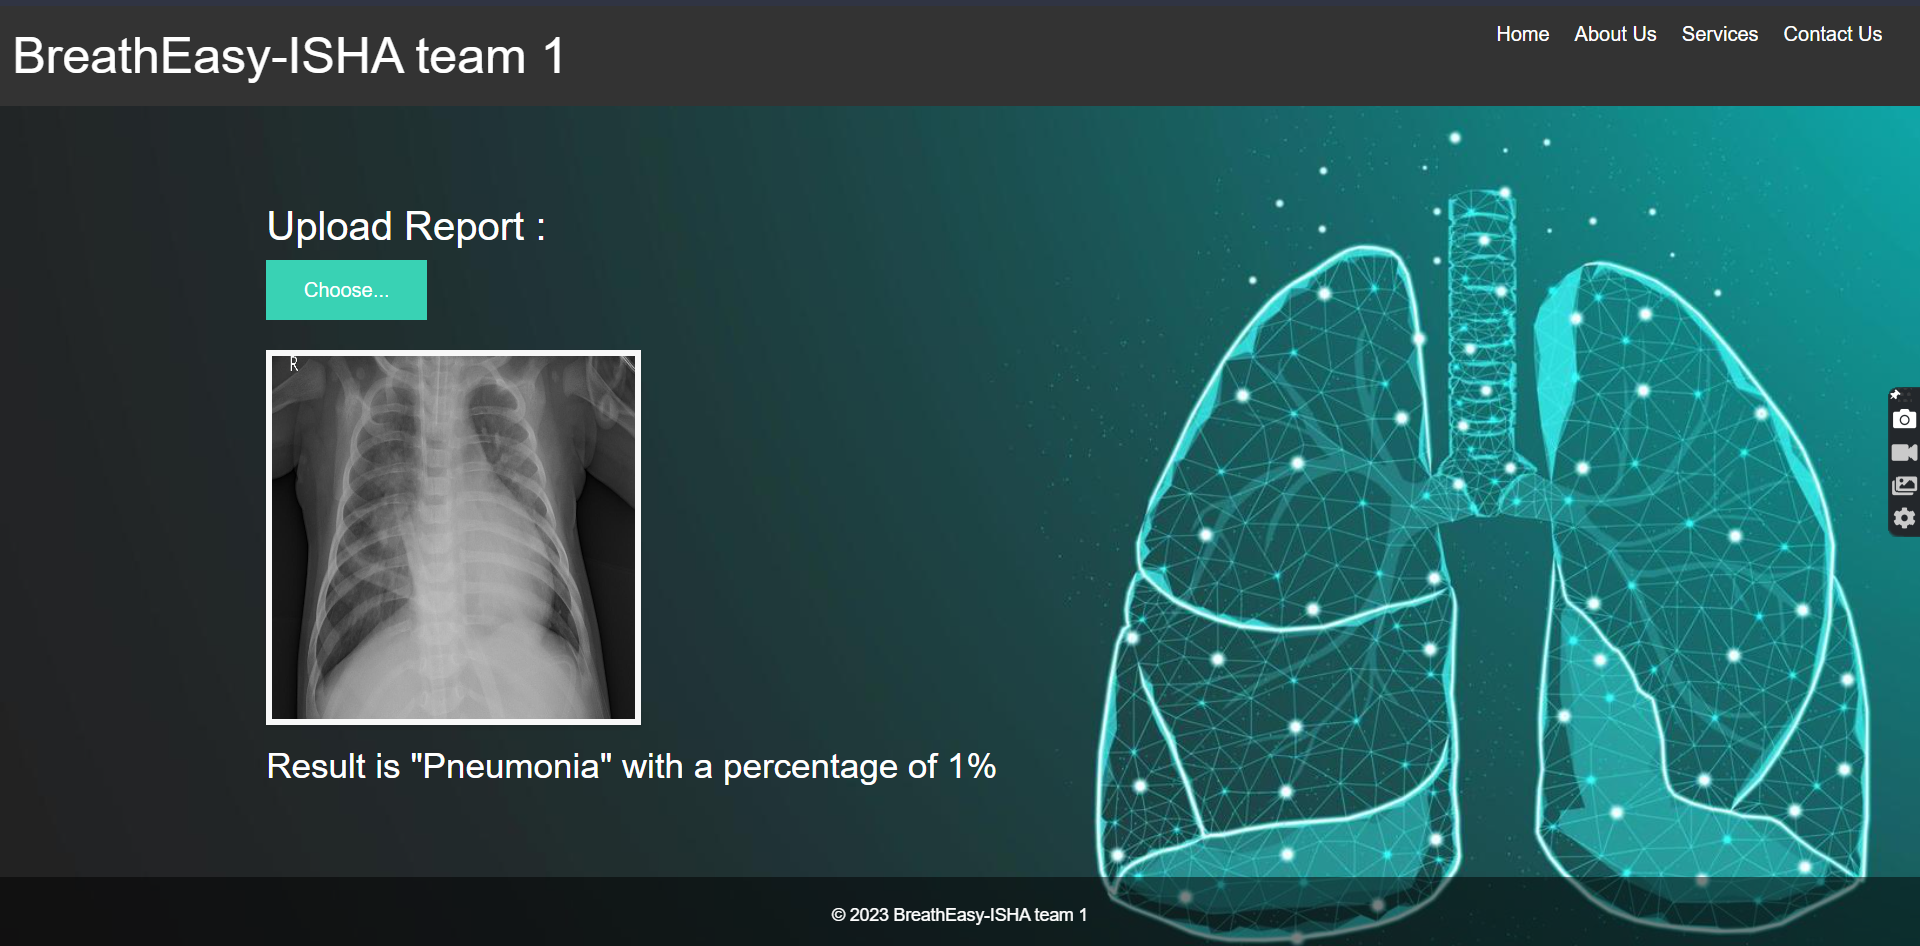 BreathEasy-ISHA team 1
Home About Us Services Contact Us
Upload Report :
Choose...
R
Result is "Pneumonia" with a percentage of 1%
© 2023 BreathEasy-ISHA team 1